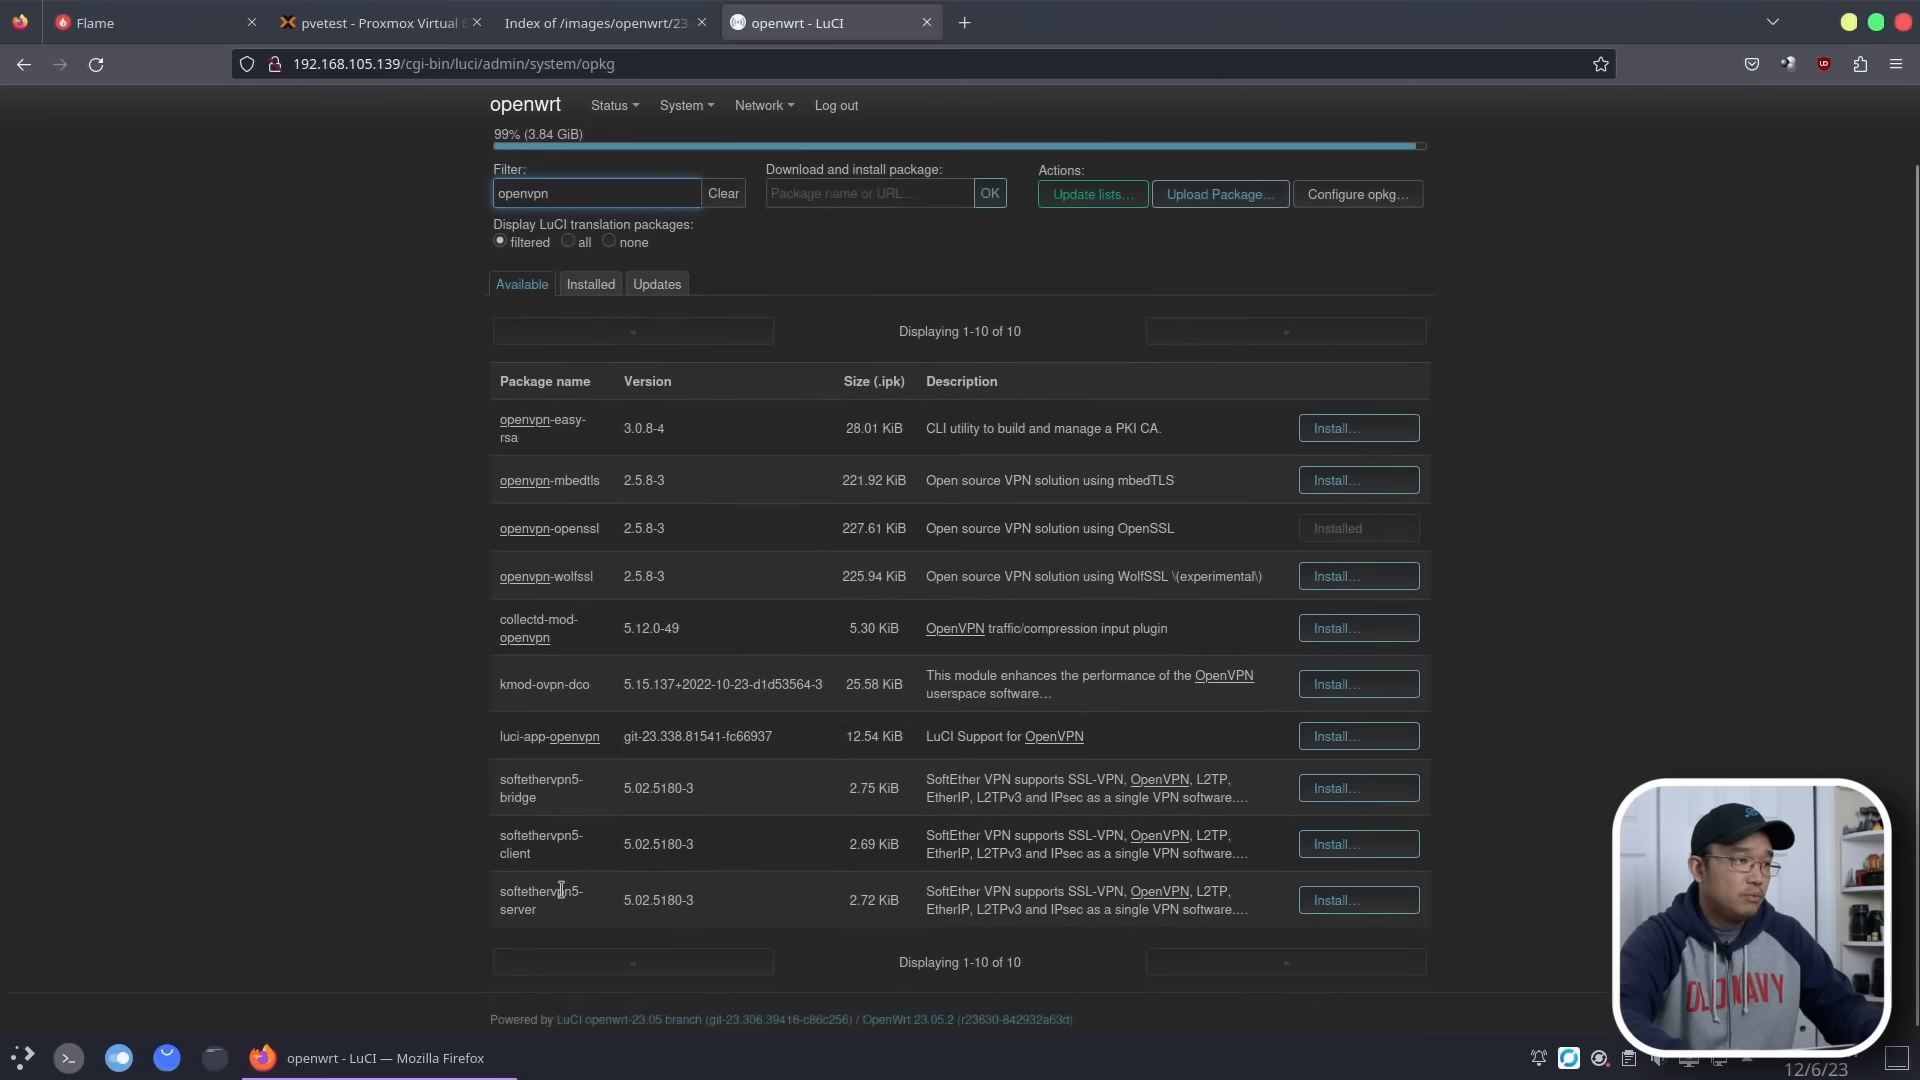 Flame
pvetest - Proxmox Virtual E
Index of /images/openwrt/23
openwrt - LuCI
192.168.105.139/cgi-bin/luci/admin/system/opkg
openwrt Status System Network Log out
99% (3.84 GiB)
Filter: Download and install package: Actions:
openvpn Clear Package name or URL... OK Update lists... Upload Package... Configure opkg...
Display LuCI translation packages:
filtered all none
Available Installed Updates
« Displaying 1-10 of 10 »
Package name Version Size (.ipk) Description
openvpn-easy-
rsa 3.0.8-4 28.01 KiB CLI utility to build and manage a PKI CA. Install...
openvpn-mbedtls 2.5.8-3 221.92 KiB Open source VPN solution using mbedTLS Install...
openvpn-openssl 2.5.8-3 227.61 KiB Open source VPN solution using OpenSSL Installed
openvpn-wolfssl 2.5.8-3 225.94 KiB Open source VPN solution using WolfSSL \(experimental\) Install...
collectd-mod-
openvpn 5.12.0-49 5.30 KiB OpenVPN traffic/compression input plugin Install...
kmod-ovpn-dco 5.15.137+2022-10-23-d1d53564-3 25.58 KiB This module enhances the performance of the OpenVPN
userspace software... Install...
luci-app-openvpn git-23.338.81541-fc66937 12.54 KiB LuCI Support for OpenVPN Install...
softethervpn5-
bridge 5.02.5180-3 2.75 KiB SoftEther VPN supports SSL-VPN, OpenVPN, L2TP,
EtherIP, L2TPv3 and IPsec as a single VPN software.... Install...
softethervpn5-
client 5.02.5180-3 2.69 KiB SoftEther VPN supports SSL-VPN, OpenVPN, L2TP,
EtherIP, L2TPv3 and IPsec as a single VPN software.... Install...
softethervpn5-
server 5.02.5180-3 2.72 KiB SoftEther VPN supports SSL-VPN, OpenVPN, L2TP,
EtherIP, L2TPv3 and IPsec as a single VPN software.... Install...
« Displaying 1-10 of 10 »
Powered by LuCI openwrt-23.05 branch (git-23.306.39416-c86c256) / OpenWrt 23.05.2 (r23630-842932a63d)
OLD NAVY
openwrt - LuCI — Mozilla Firefox
12/6/23